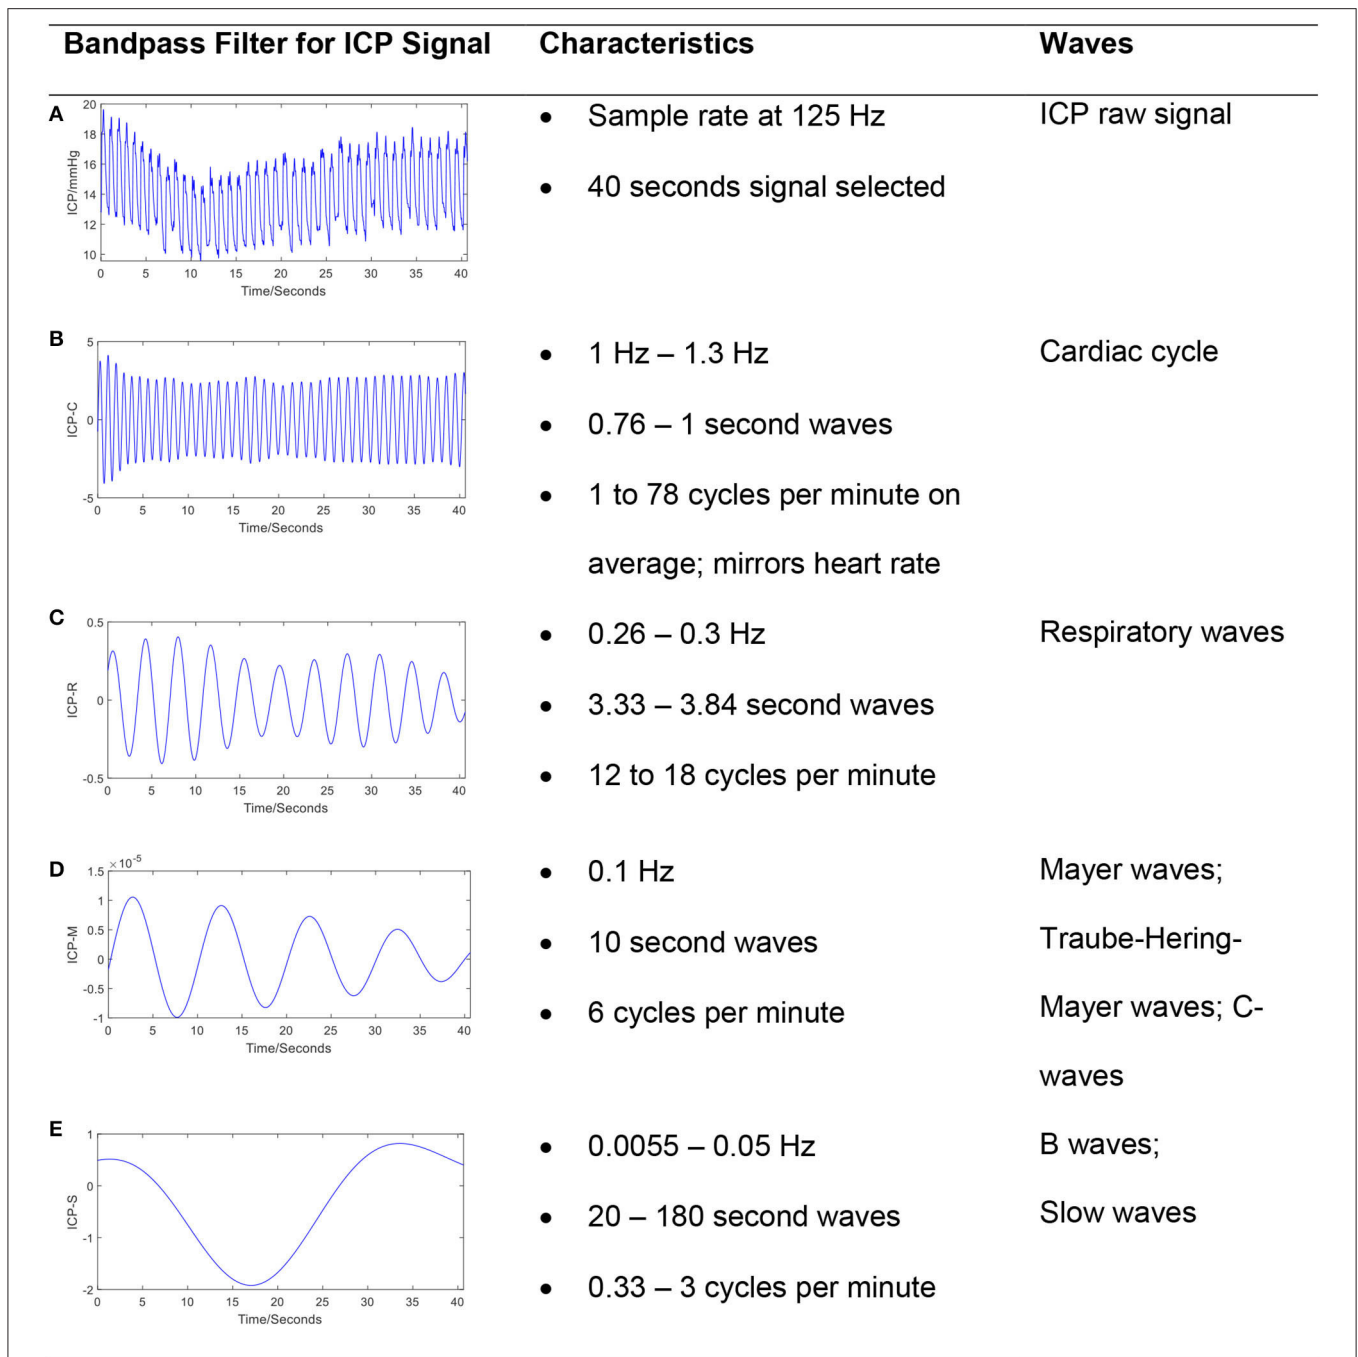 Bandpass Filter for ICP Signal Characteristics Waves
A
20
18
16
14
12
10
ICP/mmHg
0 5 10 15 20 25 30 35 40
Time/Seconds
• Sample rate at 125 Hz
• 40 seconds signal selected
ICP raw signal
B
5
0
-5
ICP-C
0 5 10 15 20 25 30 35 40
Time/Seconds
• 1 Hz – 1.3 Hz
• 0.76 – 1 second waves
• 1 to 78 cycles per minute on
average; mirrors heart rate
Cardiac cycle
C
0.5
0
-0.5
ICP-R
0 5 10 15 20 25 30 35 40
Time/Seconds
• 0.26 – 0.3 Hz
• 3.33 – 3.84 second waves
• 12 to 18 cycles per minute
Respiratory waves
D
×10⁻⁵
1.5
1
0.5
0
-0.5
-1
ICP-M
0 5 10 15 20 25 30 35 40
Time/Seconds
• 0.1 Hz
• 10 second waves
• 6 cycles per minute
Mayer waves;
Traube-Hering-
Mayer waves; C-
waves
E
1
0
-1
-2
ICP-S
0 5 10 15 20 25 30 35 40
Time/Seconds
• 0.0055 – 0.05 Hz
• 20 – 180 second waves
• 0.33 – 3 cycles per minute
B waves;
Slow waves